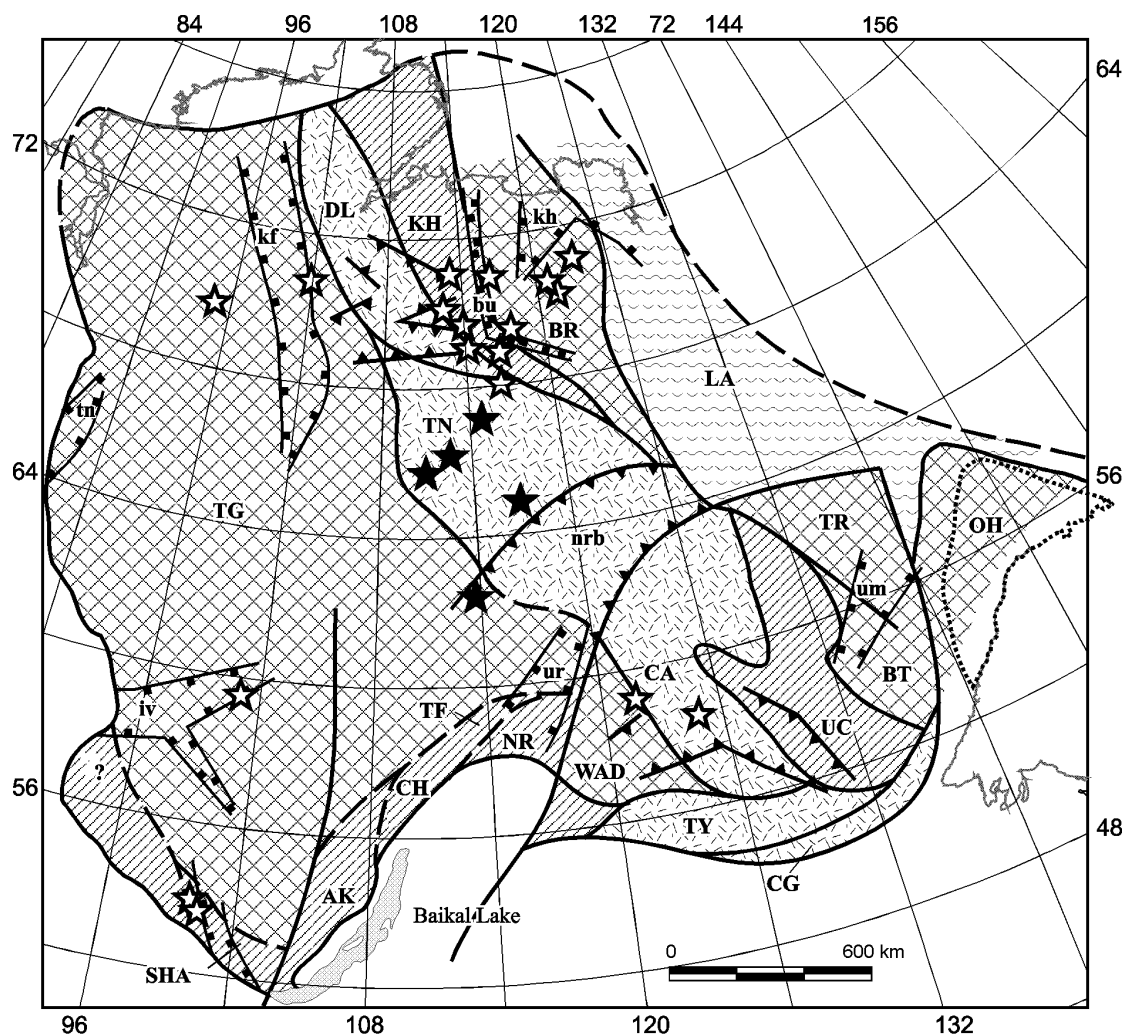 84 96 108 120 132 72 144 156
64
72
DL
KH
kh
kf
bu
BR
LA
tn
TN
64
56
TG
TR
OH
nrb
um
CA
BT
ur
TF
iv
UC
NR
WAD
?
CH
56
TY
48
CG
AK
Baikal Lake
0 600 km
SHA
96 108 120 132